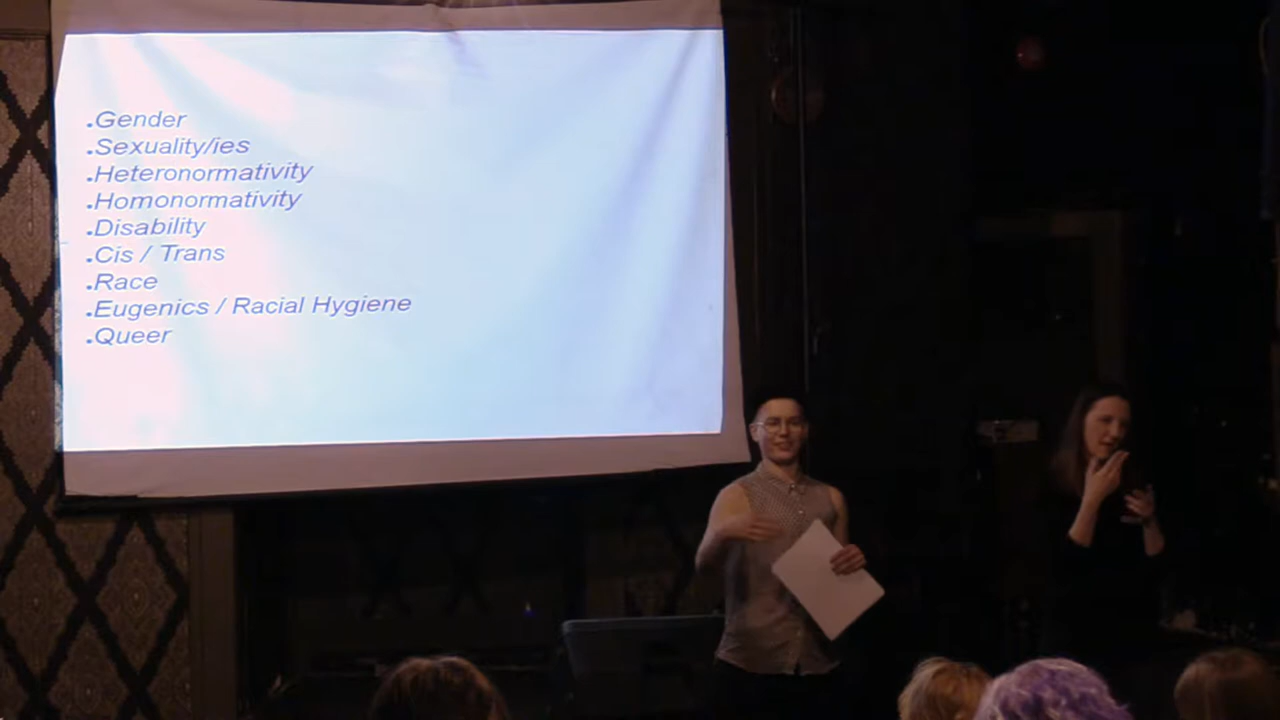 .Gender
.Sexuality/ies
.Heteronormativity
.Homonormativity
.Disability
.Cis / Trans
.Race
.Eugenics / Racial Hygiene
.Queer